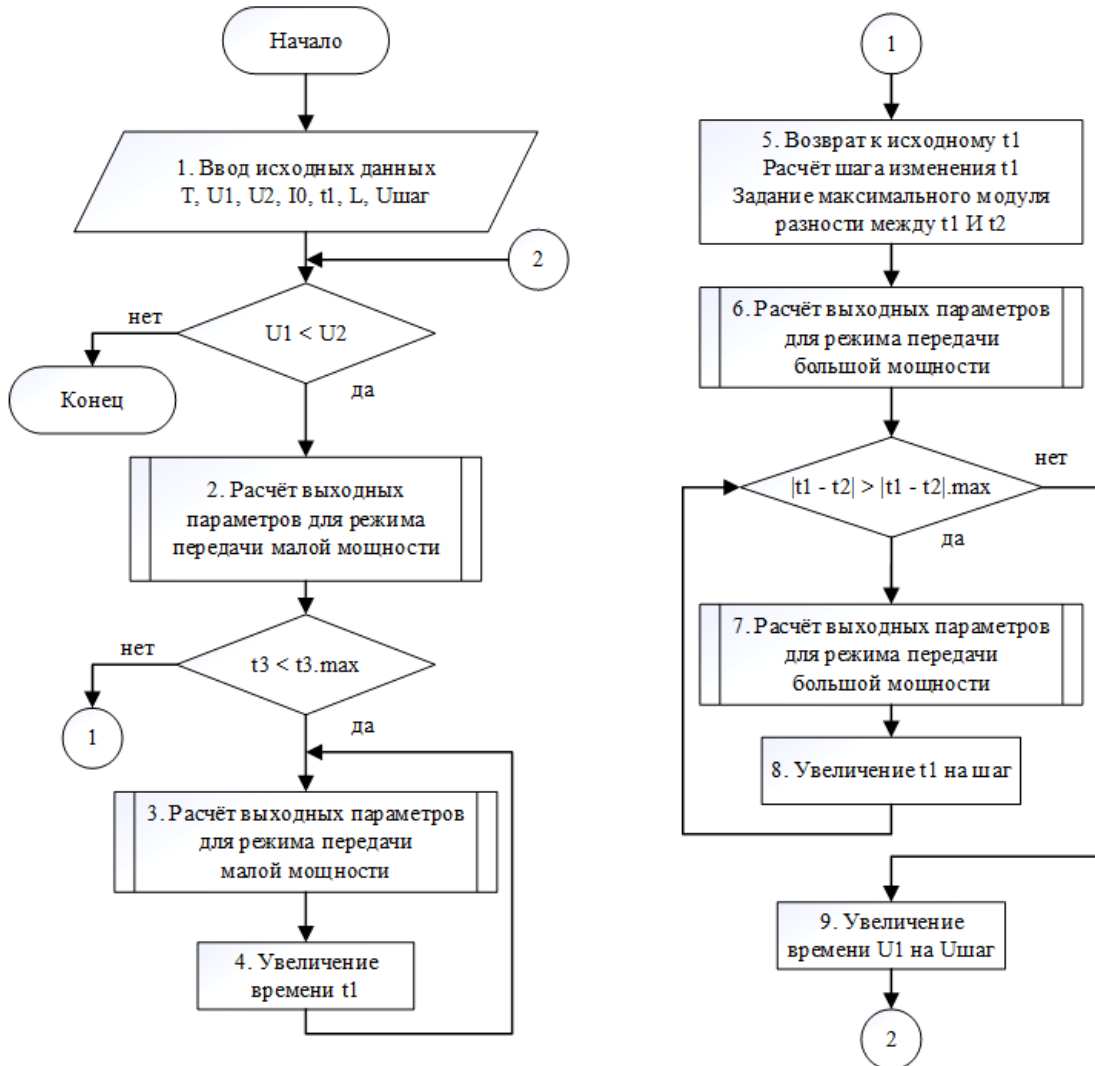 Начало
1. Ввод исходных данных
T, U1, U2, I0, t1, L, Uшаг
2
U1 < U2
нет
да
Конец
2. Расчёт выходных
параметров для режима
передачи малой мощности
t3 < t3.max
нет
да
1
3. Расчёт выходных параметров
для режима передачи
малой мощности
4. Увеличение
времени t1
1
5. Возврат к исходному t1
Расчёт шага изменения t1
Задание максимального модуля
разности между t1 И t2
6. Расчёт выходных параметров
для режима передачи
большой мощности
|t1 - t2| > |t1 - t2|.max
нет
да
7. Расчёт выходных параметров
для режима передачи
большой мощности
8. Увеличение t1 на шаг
9. Увеличение
времени U1 на Uшаг
2